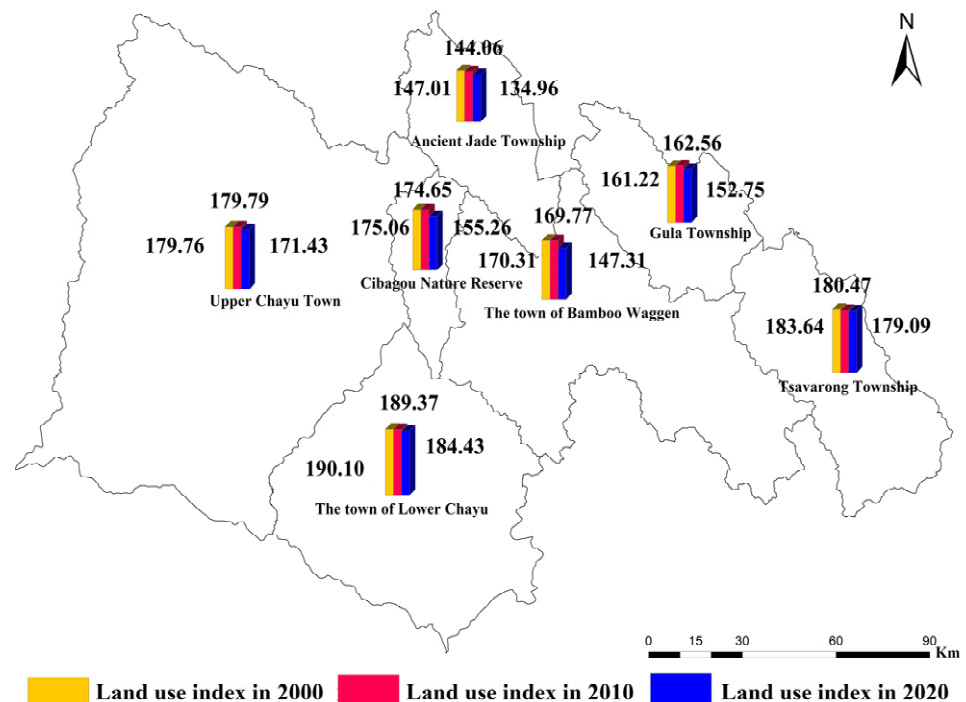 N
144.06
147.01
134.96
Ancient Jade Township
162.56
161.22
152.75
Gula Township
179.79
179.76
171.43
Upper Chayu Town
174.65
175.06
155.26
Cibagou Nature Reserve
169.77
170.31
147.31
The town of Bamboo Waggen
180.47
183.64
179.09
Tsavarong Township
189.37
190.10
184.43
The town of Lower Chayu
0 15 30 60 90
Km
Land use index in 2000 Land use index in 2010 Land use index in 2020